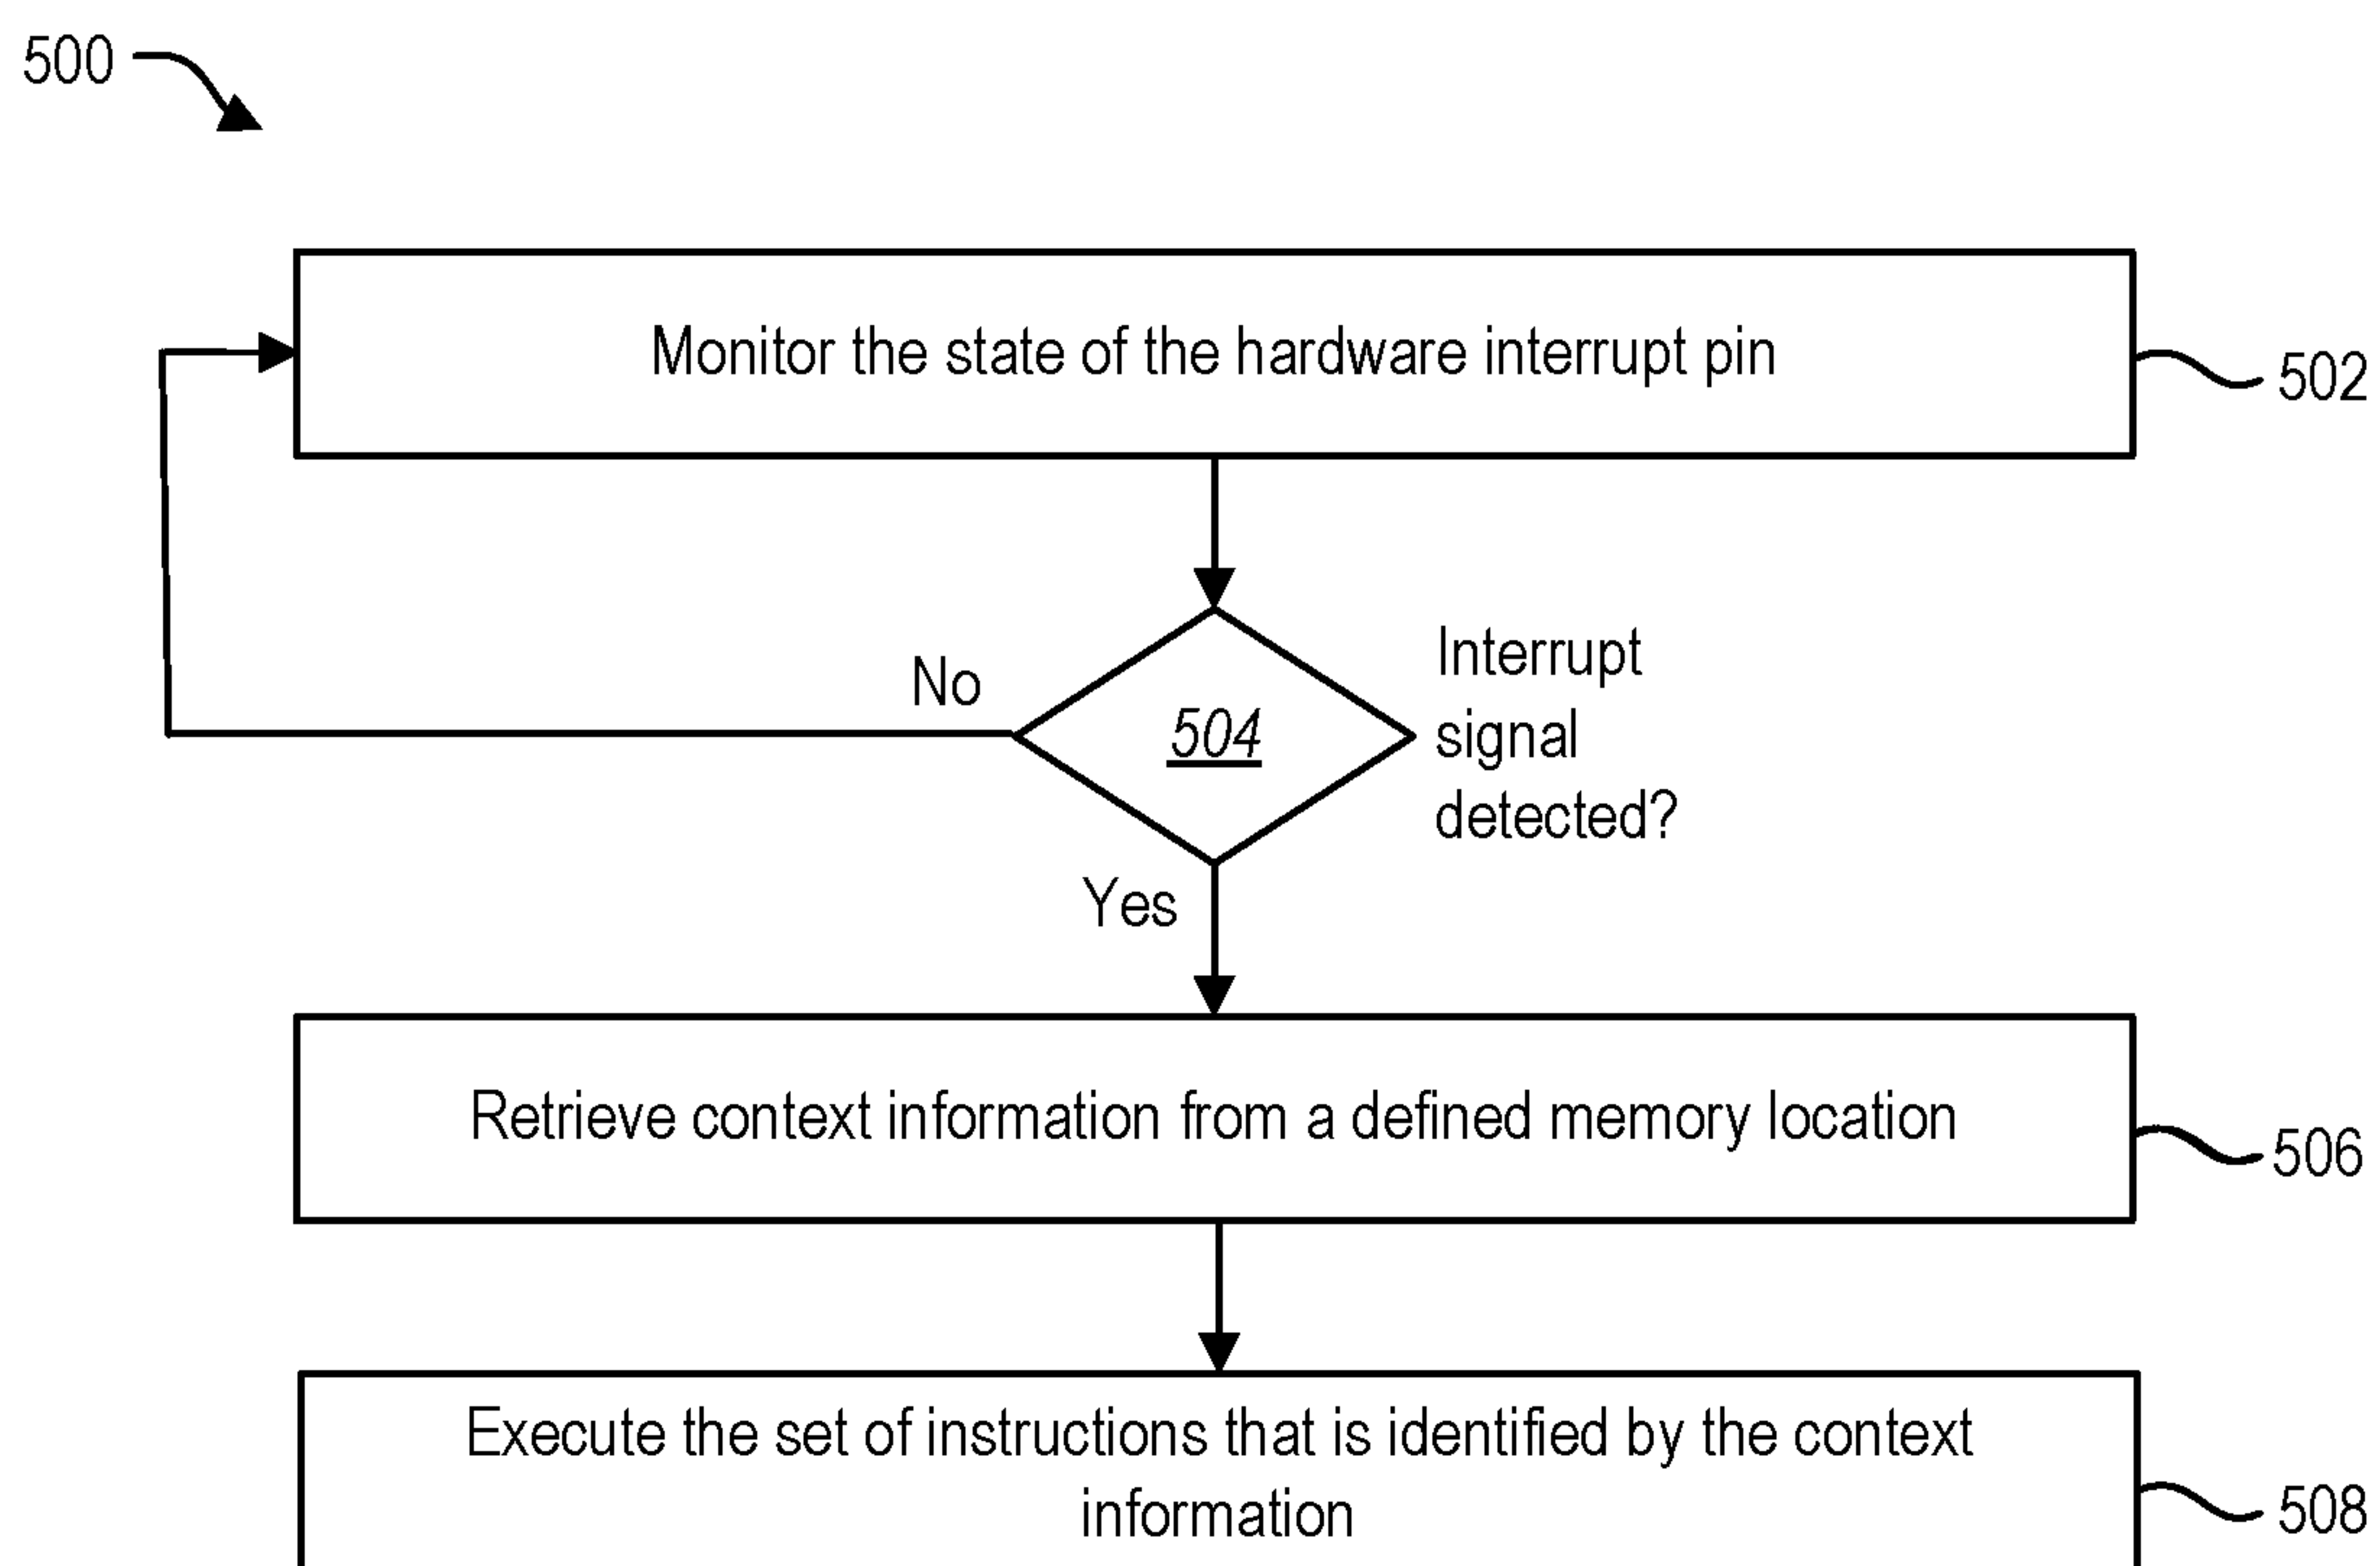 500
Monitor the state of the hardware interrupt pin
502
No
504
Interrupt
signal
detected?
Yes
Retrieve context information from a defined memory location
506
Execute the set of instructions that is identified by the context
information
508